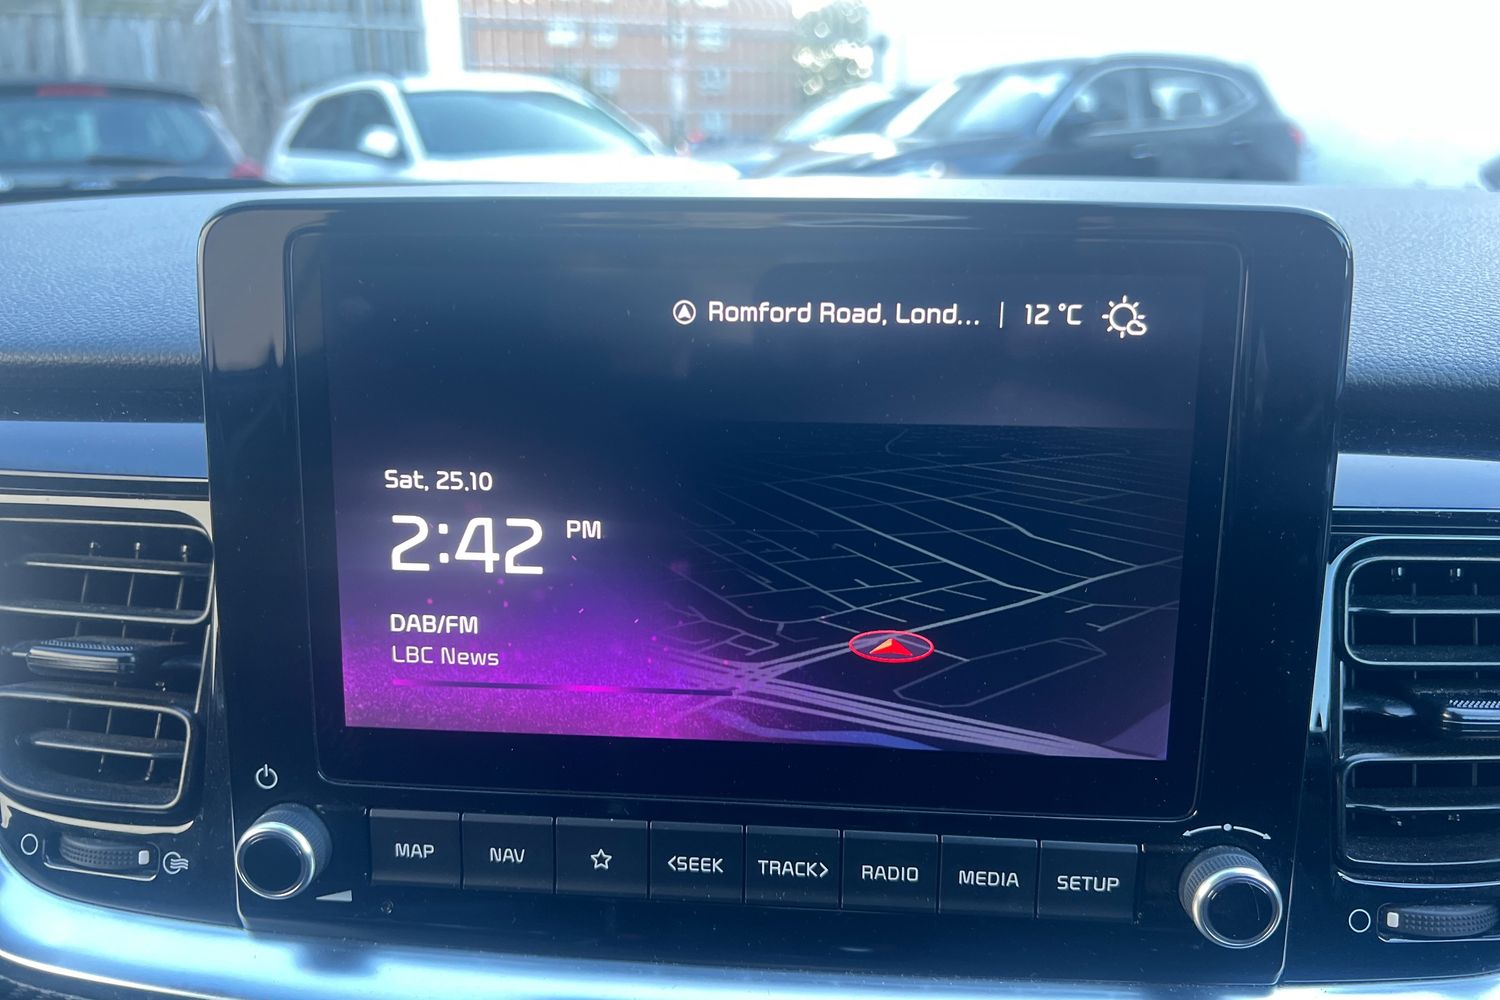 Romford Road, Lond... | 12 °C
Sat, 25.10
2:42 PM
DAB/FM
LBC News
MAP NAV <SEEK TRACK> RADIO MEDIA SETUP